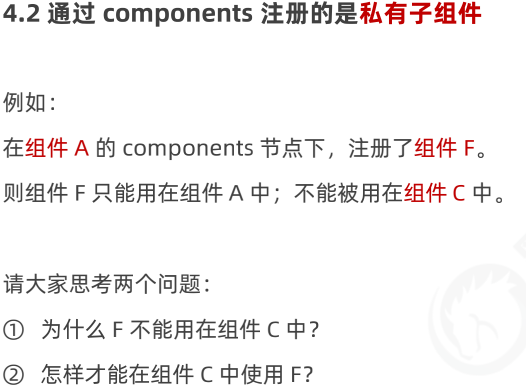 4.2 通过 components 注册的是私有子组件
例如：
在组件 A 的 components 节点下，注册了组件 F。
则组件 F 只能用在组件 A 中；不能被用在组件 C 中。
请大家思考两个问题：
① 为什么 F 不能用在组件 C 中？
② 怎样才能在组件 C 中使用 F？